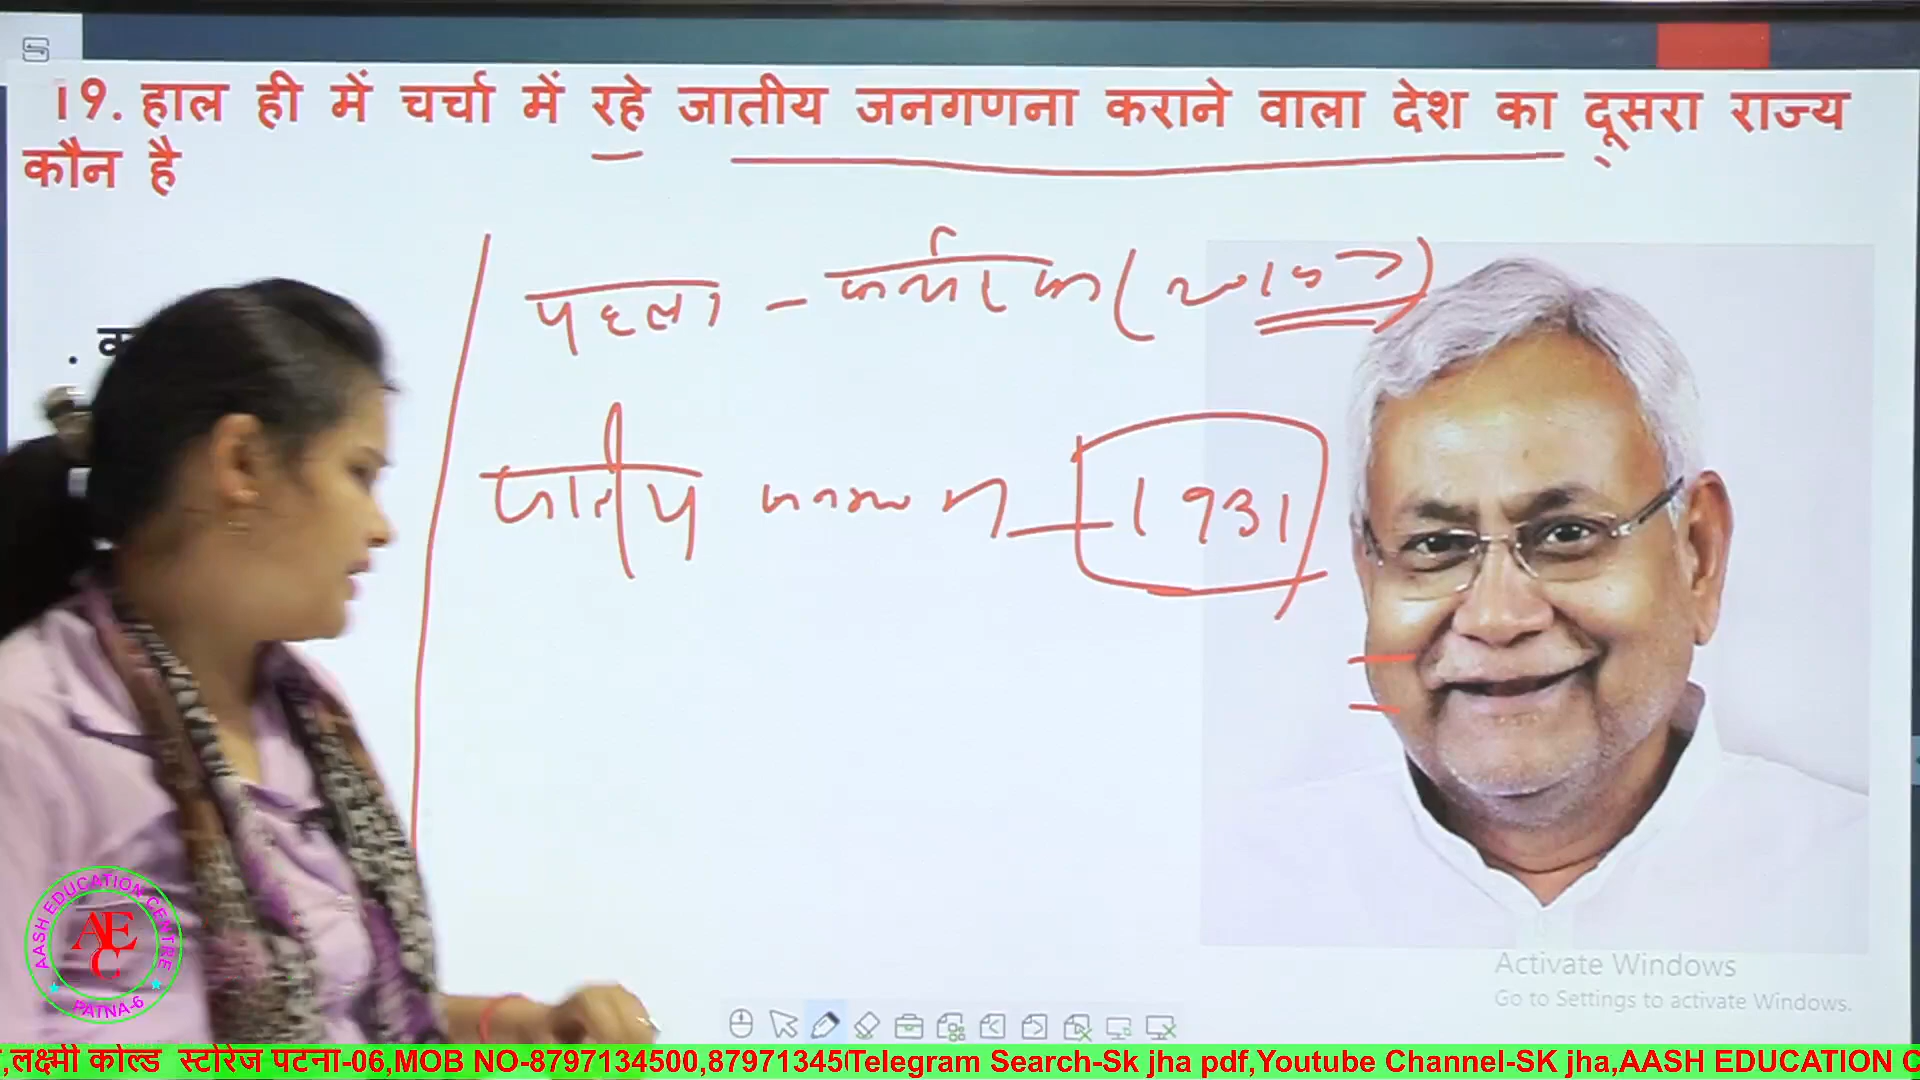 19. हाल ही में चर्चा में रहे जातीय जनगणना कराने वाला देश का दूसरा राज्य
कौन है
पहला - कर्नाटक (2015)
जातीय जनगणना - 1931
AASH EDUCATION CENTRE
AEC
PATNA-6
Activate Windows
Go to Settings to activate Windows.
,लक्ष्मी कोल्ड स्टोरेज पटना-06,MOB NO-8797134500,879713450
Telegram Search-Sk jha pdf,Youtube Channel-SK jha,AASH EDUCATION C